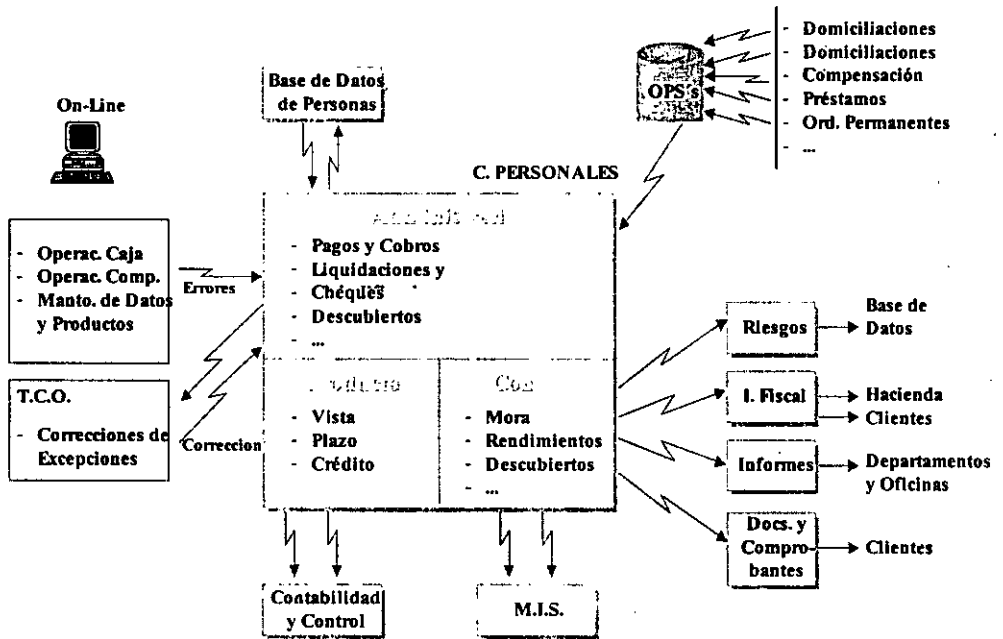 On-Line
Base de Datos
de Personas
OPS's
- Domiciliaciones
- Domiciliaciones
- Compensación
- Préstamos
- Ord. Permanentes
- ...
C. PERSONALES
- Operac. Caja
- Operac. Comp.
- Manto. de Datos
y Productos
Errores
- Pagos y Cobros
- Liquidaciones y
- Chéques
- Descubiertos
- ...
T.C.O.
- Correcciones de
Excepciones
Correccion
- Vista
- Plazo
- Crédito
Con
- Mora
- Rendimientos
- Descubiertos
- ...
Riesgos
Base de
Datos
I. Fiscal
Hacienda
Clientes
Informes
Departamentos
y Oficinas
Docs. y
Compro-
bantes
Clientes
Contabilidad
y Control
M.I.S.